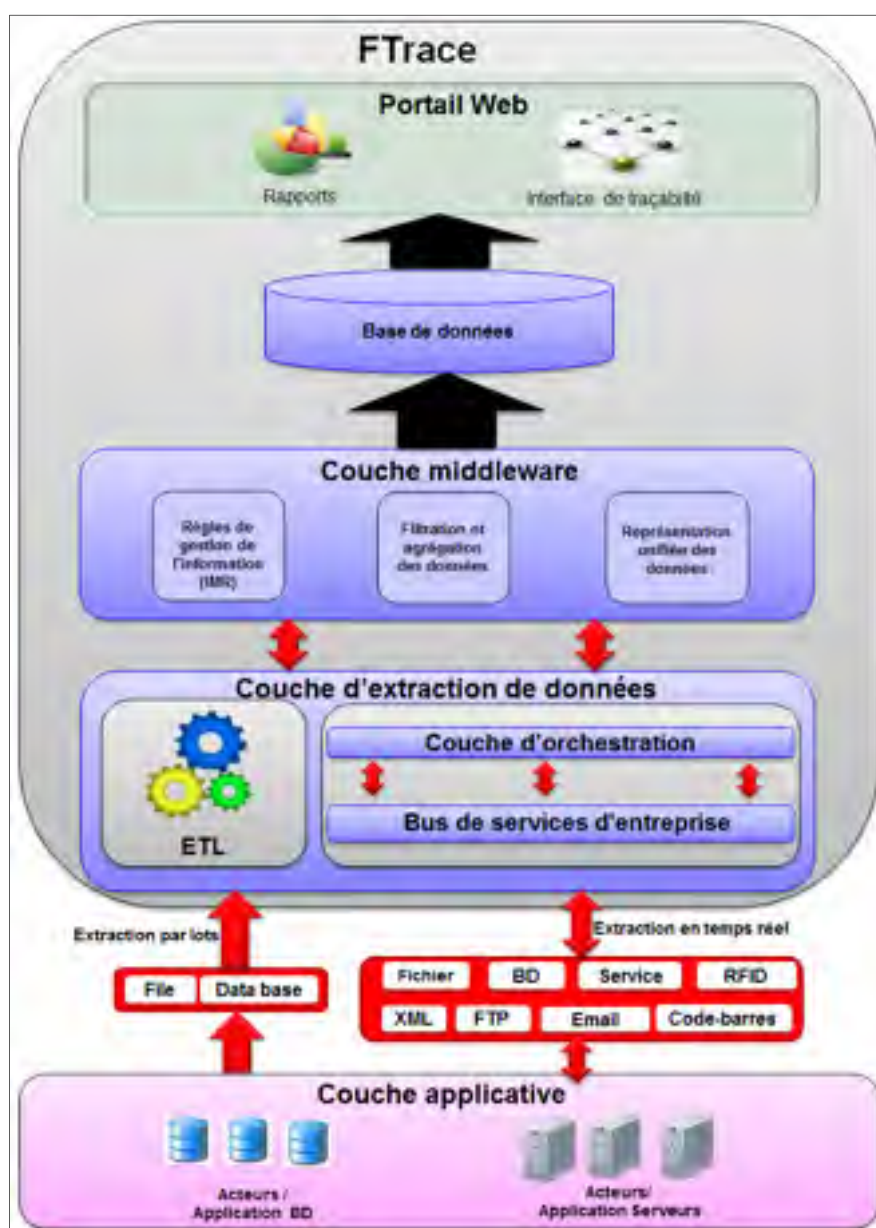 FTrace
Portail Web
Rapports
Interface de traçabilité
Base de données
Couche middleware
Règles de
gestion de
l'information
(IMR)
Filtration et
agrégation
des données
Représentation
unifiée des
données
Couche d'extraction de données
ETL
Couche d'orchestration
Bus de services d'entreprise
Extraction par lots
Extraction en temps réel
File
Data base
Fichier
BD
Service
RFID
XML
FTP
Email
Code-barres
Couche applicative
Acteurs /
Application BD
Acteurs/
Application Serveurs